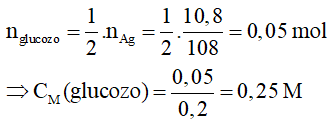 n_glucozo = 1/2 . n_Ag = 1/2 . 10,8/108 = 0,05 mol
⇒ C_M (glucozo) = 0,05/0,2 = 0,25 M